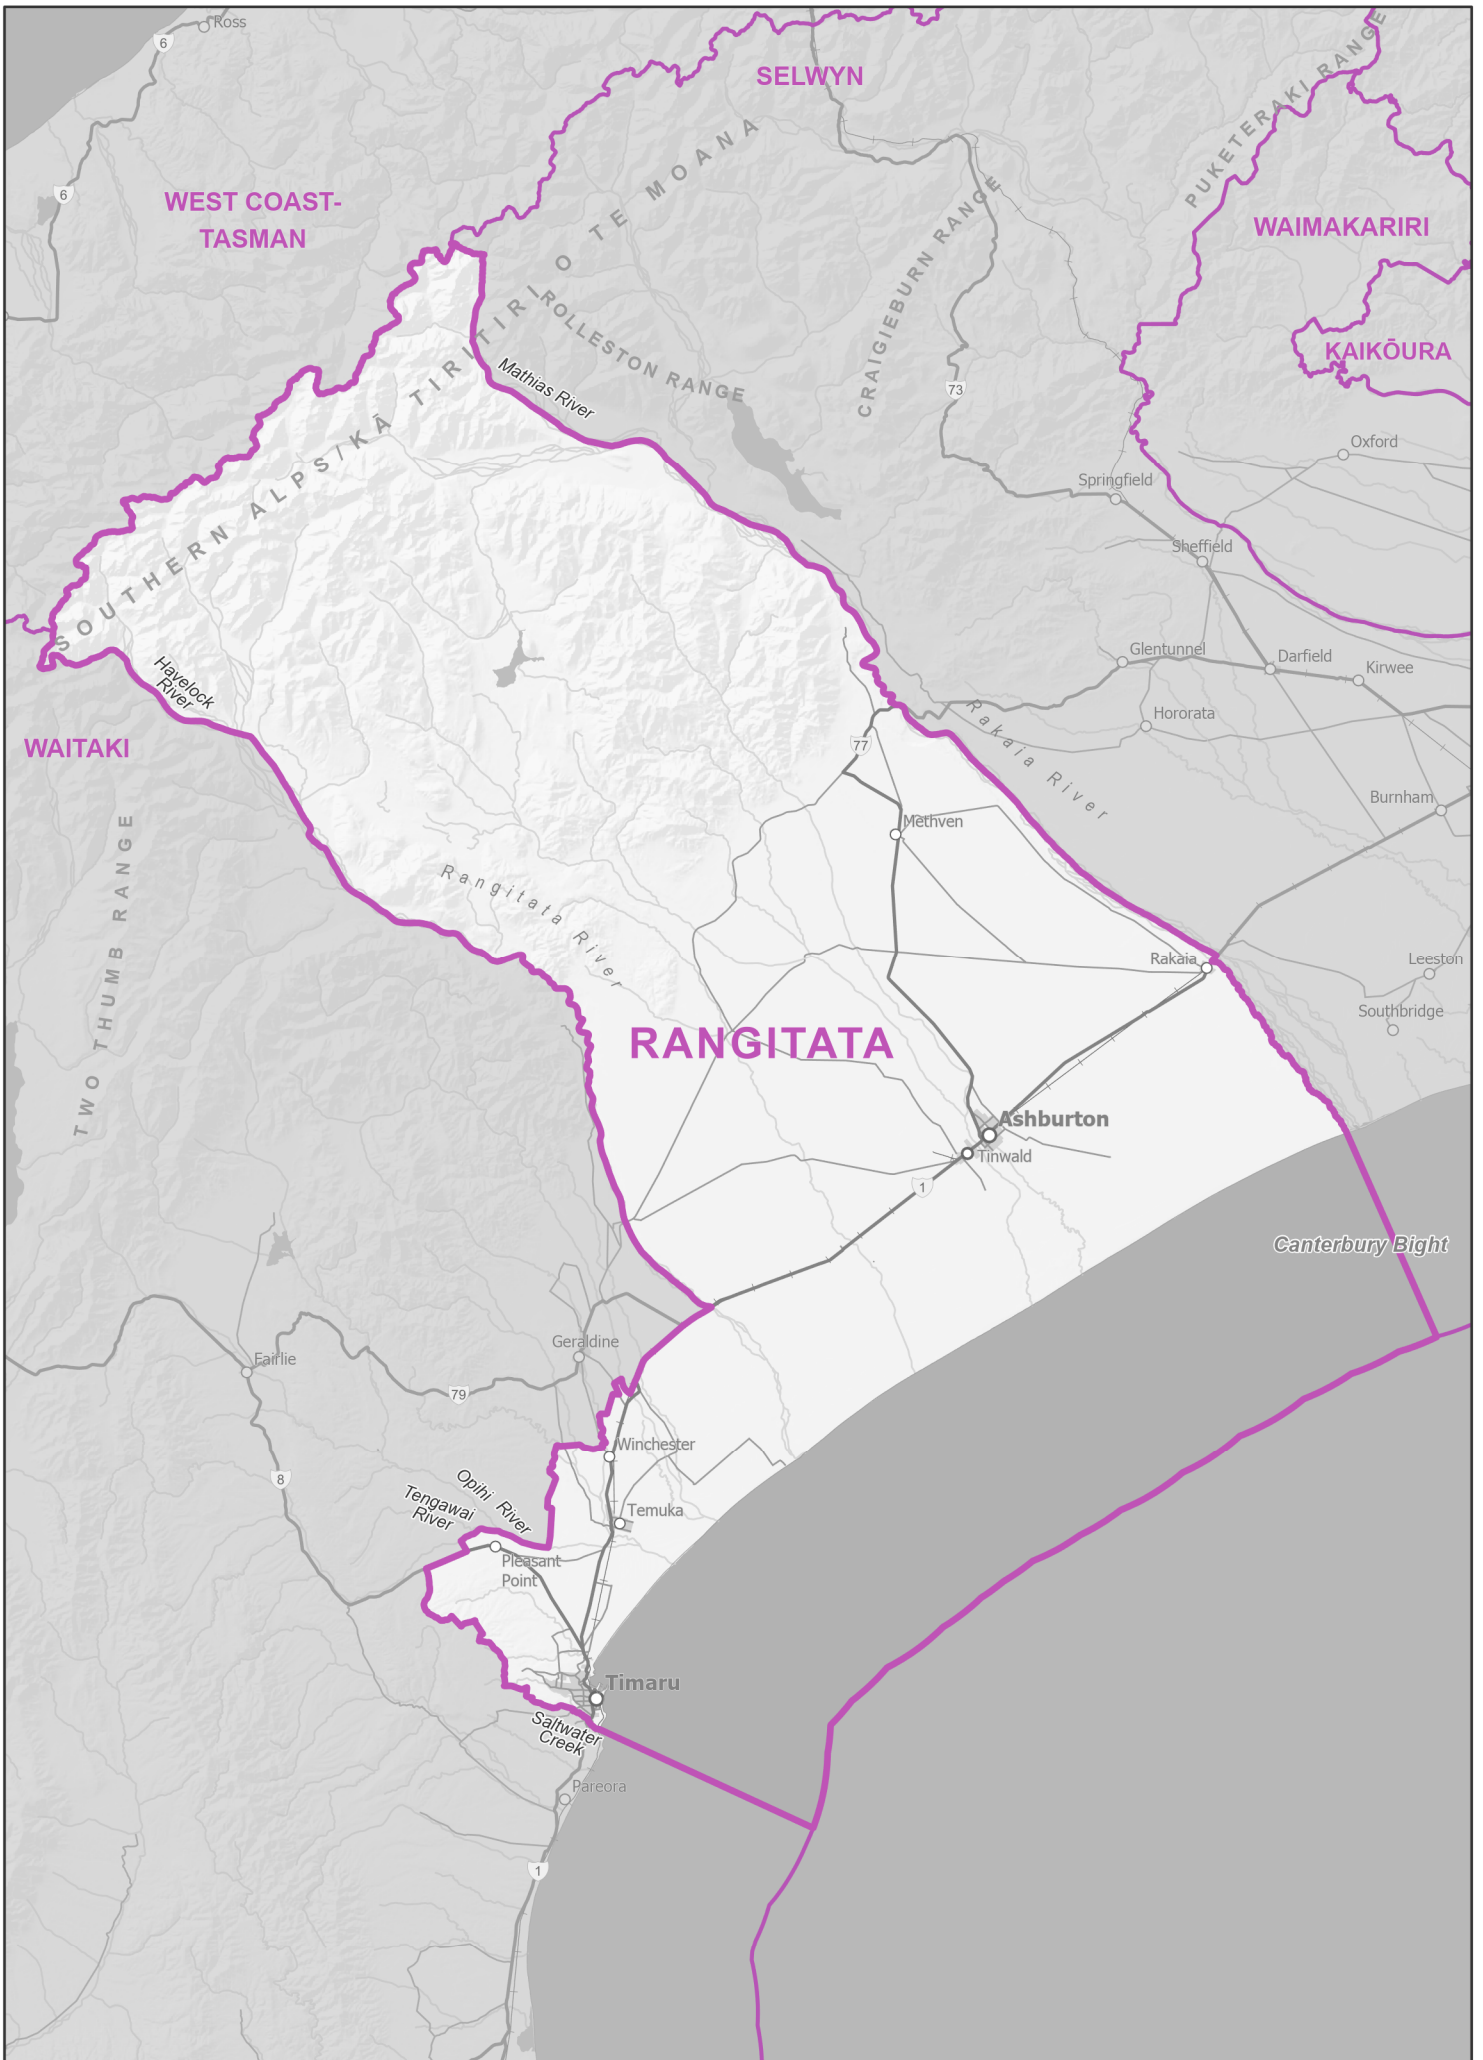 Ross
6
SELWYN
PUKETERAKI RANGE
6
WEST COAST-
TASMAN
SOUTHERN ALPS / KĀ TIRITIRI O TE MOANA
CRAIGIEBURN RANGE
WAIMAKARIRI
ROLLESTON RANGE
KAIKŌURA
Mathias River
73
Oxford
Springfield
Sheffield
Glentunnel
Darfield
Kirwee
Havelock
River
Hororata
Rakaia River
WAITAKI
77
Burnham
TWO THUMB RANGE
Methven
Rangitata River
Rakaia
Leeston
Southbridge
RANGITATA
Ashburton
Tinwald
1
Canterbury Bight
Geraldine
Fairlie
79
Winchester
8
Opihi River
Tengawai
River
Temuka
Pleasant
Point
Timaru
Saltwater
Creek
Pareora
1